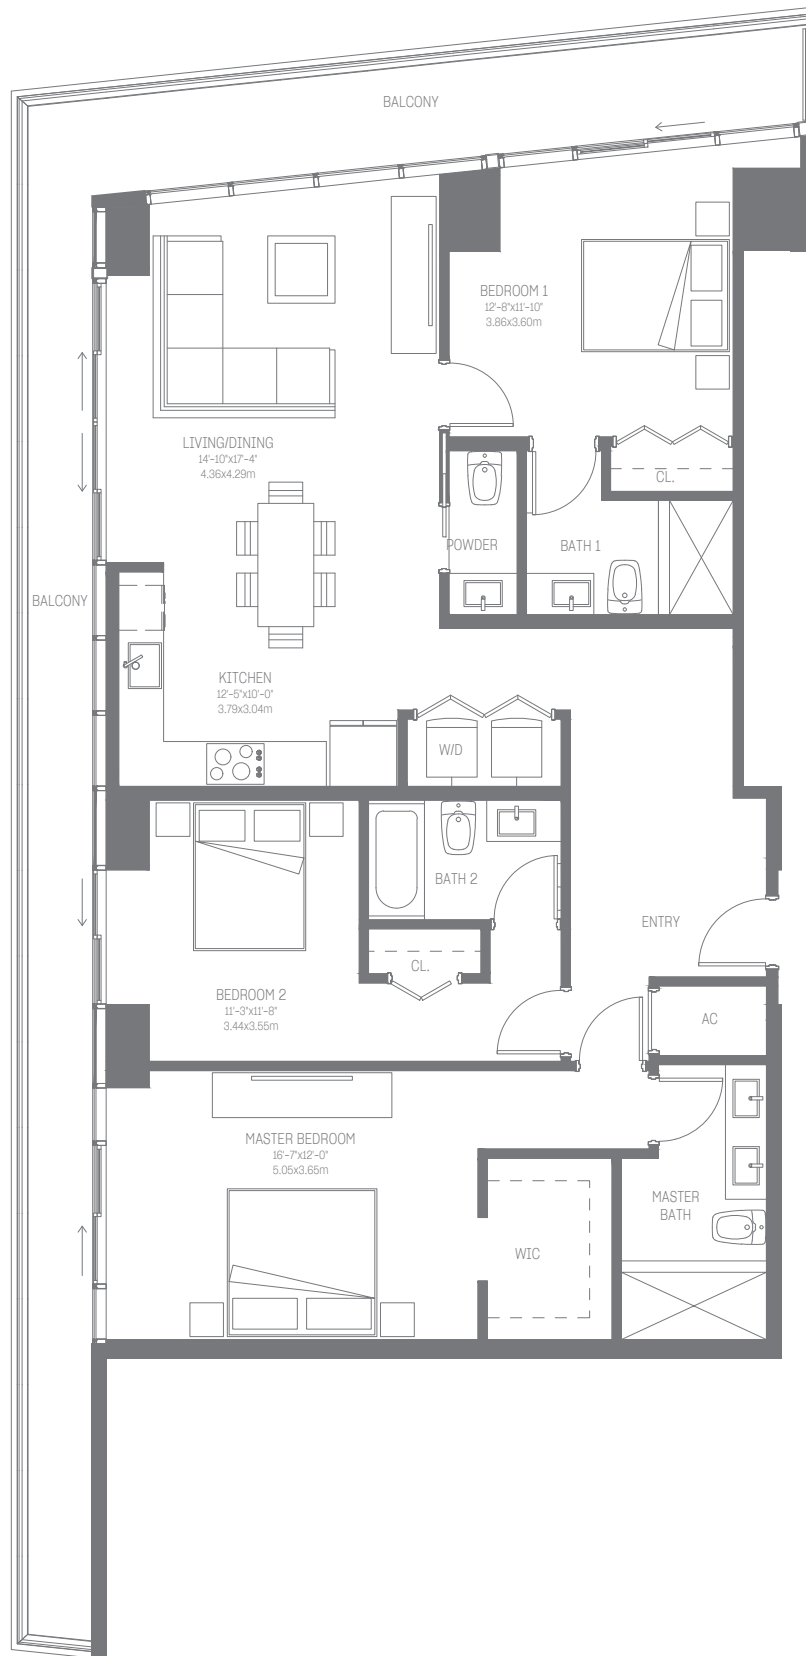 BALCONY
BEDROOM 1
12'-8"x11'-10"
3.86x3.60m
LIVING/DINING
14'-10"x17'-4"
4.36x4.29m
CL.
POWDER
BATH 1
BALCONY
KITCHEN
12'-5"x10'-0"
3.79x3.04m
W/D
BATH 2
ENTRY
CL.
BEDROOM 2
11'-3"x11'-8"
3.44x3.55m
AC
MASTER BEDROOM
16'-7"x12'-0"
5.05x3.65m
MASTER
BATH
WIC